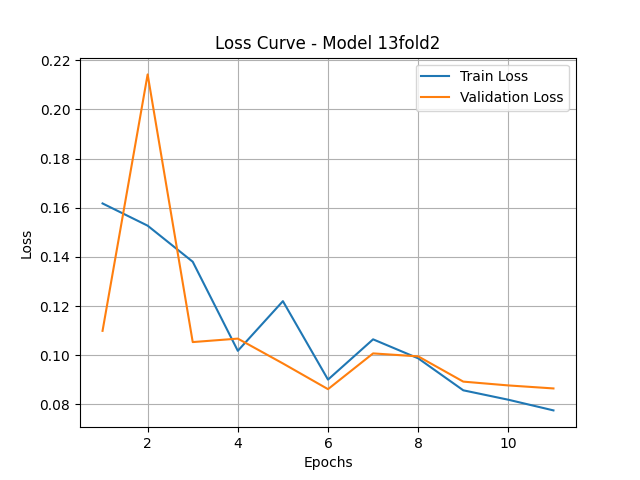 Loss Curve - Model 13fold2
Train Loss
Validation Loss
0.22
0.20
0.18
0.16
0.14
0.12
0.10
0.08
Loss
2
4
6
8
10
Epochs